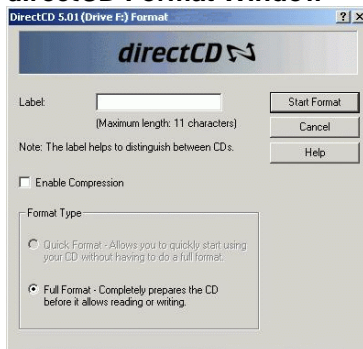 directCD Format Window
DirectCD 5.01 (Drive F:) Format
directCD
Label:
Start Format
(Maximum length: 11 characters)
Cancel
Note: The label helps to distinguish between CDs.
Help
Enable Compression
Format Type
Quick Format - Allows you to quickly start using
your CD without having to do a full format.
Full Format - Completely prepares the CD
before it allows reading or writing.